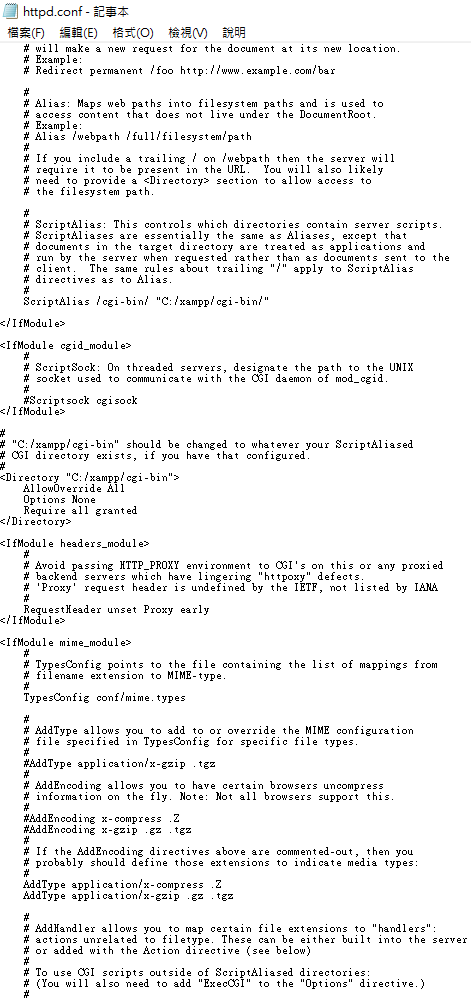 httpd.conf - 記事本
檔案(F) 編輯(E) 格式(O) 檢視(V) 說明
# will make a new request for the document at its new location.
# Example:
# Redirect permanent /foo http://www.example.com/bar
#
# Alias: Maps web paths into filesystem paths and is used to
# access content that does not live under the DocumentRoot.
# Example:
# Alias /webpath /full/filesystem/path
#
# If you include a trailing / on /webpath then the server will
# require it to be present in the URL.  You will also likely
# need to provide a <Directory> section to allow access to
# the filesystem path.
#
# ScriptAlias: This controls which directories contain server scripts.
# ScriptAliases are essentially the same as Aliases, except that
# documents in the target directory are treated as applications and
# run by the server when requested rather than as documents sent to the
# client.  The same rules about trailing "/" apply to ScriptAlias
# directives as to Alias.
#
ScriptAlias /cgi-bin/ "C:/xampp/cgi-bin/"
</IfModule>
<IfModule cgid_module>
#
# ScriptSock: On threaded servers, designate the path to the UNIX
# socket used to communicate with the CGI daemon of mod_cgid.
#
#Scriptsock cgisock
</IfModule>
#
# "C:/xampp/cgi-bin" should be changed to whatever your ScriptAliased
# CGI directory exists, if you have that configured.
#
<Directory "C:/xampp/cgi-bin">
AllowOverride All
Options None
Require all granted
</Directory>
<IfModule headers_module>
#
# Avoid passing HTTP_PROXY environment to CGI's on this or any proxied
# backend servers which have lingering "httpoxy" defects.
# 'Proxy' request header is undefined by the IETF, not listed by IANA
#
RequestHeader unset Proxy early
</IfModule>
<IfModule mime_module>
#
# TypesConfig points to the file containing the list of mappings from
# filename extension to MIME-type.
#
TypesConfig conf/mime.types
#
# AddType allows you to add to or override the MIME configuration
# file specified in TypesConfig for specific file types.
#
#AddType application/x-gzip .tgz
#
# AddEncoding allows you to have certain browsers uncompress
# information on the fly. Note: Not all browsers support this.
#
#AddEncoding x-compress .Z
#AddEncoding x-gzip .gz .tgz
#
# If the AddEncoding directives above are commented-out, then you
# probably should define those extensions to indicate media types:
#
AddType application/x-compress .Z
AddType application/x-gzip .gz .tgz
#
# AddHandler allows you to map certain file extensions to "handlers":
# actions unrelated to filetype. These can be either built into the server
# or added with the Action directive (see below)
#
# To use CGI scripts outside of ScriptAliased directories:
# (You will also need to add "ExecCGI" to the "Options" directive.)
#